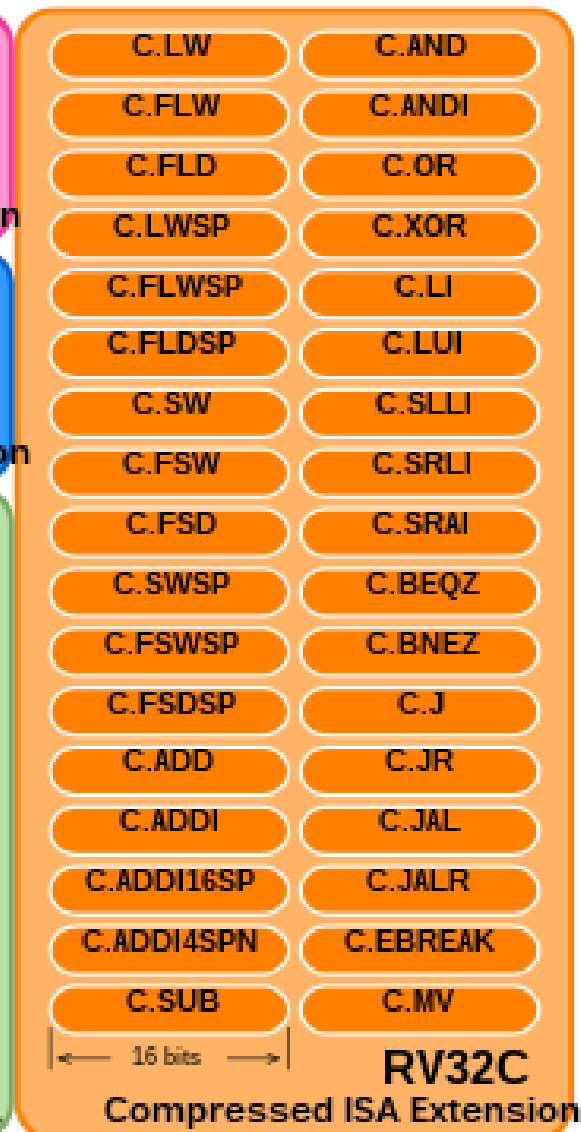 C.LW C.AND
C.FLW C.ANDI
C.FLD C.OR
C.LWSP C.XOR
C.FLWSP C.LI
C.FLDSP C.LUI
C.SW C.SLLI
C.FSW C.SRLI
C.FSD C.SRAI
C.SWSP C.BEQZ
C.FSWSP C.BNEZ
C.FSDSP C.J
C.ADD C.JR
C.ADDI C.JAL
C.ADDI16SP C.JALR
C.ADDI4SPN C.EBREAK
C.SUB C.MV
16 bits
RV32C
Compressed ISA Extension